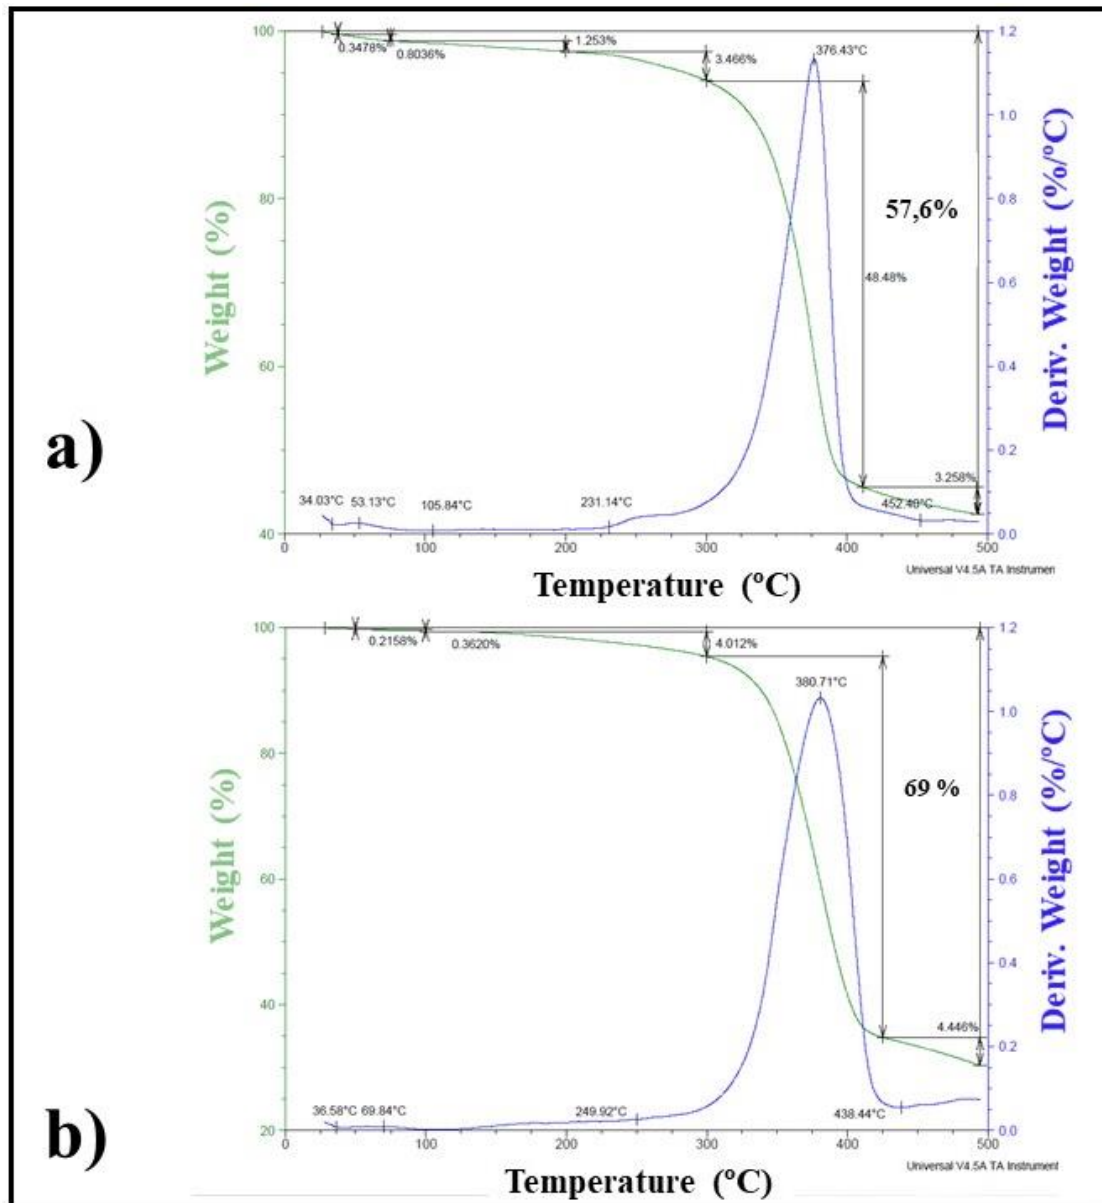 a)
Weight (%)
Deriv. Weight (%/ºC)
100
80
60
40
1.2
1.0
0.8
0.6
0.4
0.2
0.0
0.3478%
0.8036%
1.253%
3.466%
376.43°C
57,6%
48.48%
3.258%
34.03°C
53.13°C
105.84°C
231.14°C
452.49°C
0
100
200
300
400
500
Temperature (ºC)
Universal V4.5A TA Instrumen
b)
Weight (%)
Deriv. Weight (%/ºC)
100
80
60
40
20
1.2
1.0
0.8
0.6
0.4
0.2
0.0
0.2158%
0.3620%
4.012%
380.71°C
69 %
4.446%
36.58°C
69.84°C
249.92°C
438.44°C
0
100
200
300
400
500
Temperature (ºC)
Universal V4.5A TA Instrument